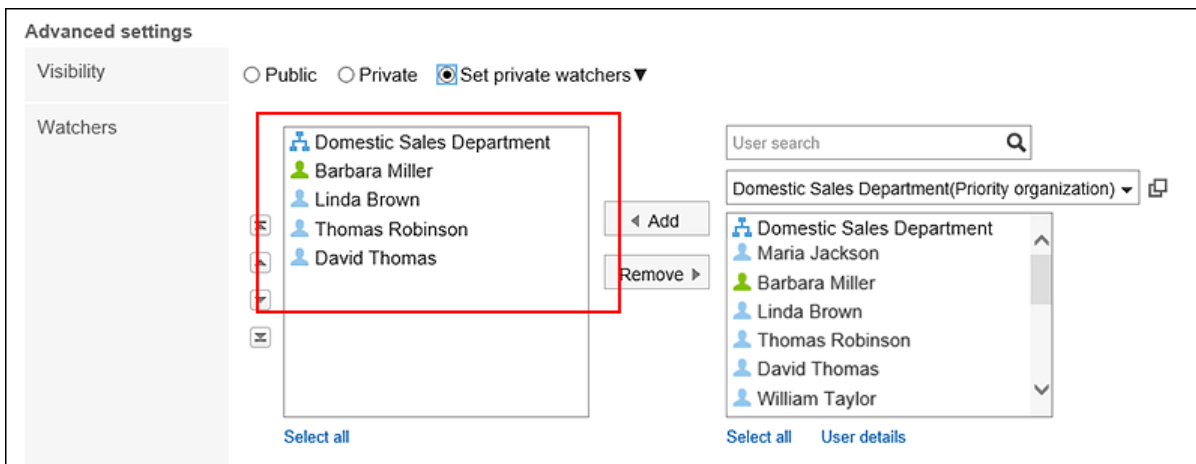 Advanced settings
Visibility
Public Private Set private watchers▼
Watchers
Domestic Sales Department
Barbara Miller
Linda Brown
Thomas Robinson
David Thomas
Select all
Add
Remove
User search
Domestic Sales Department(Priority organization)
Domestic Sales Department
Maria Jackson
Barbara Miller
Linda Brown
Thomas Robinson
David Thomas
William Taylor
Select all User details